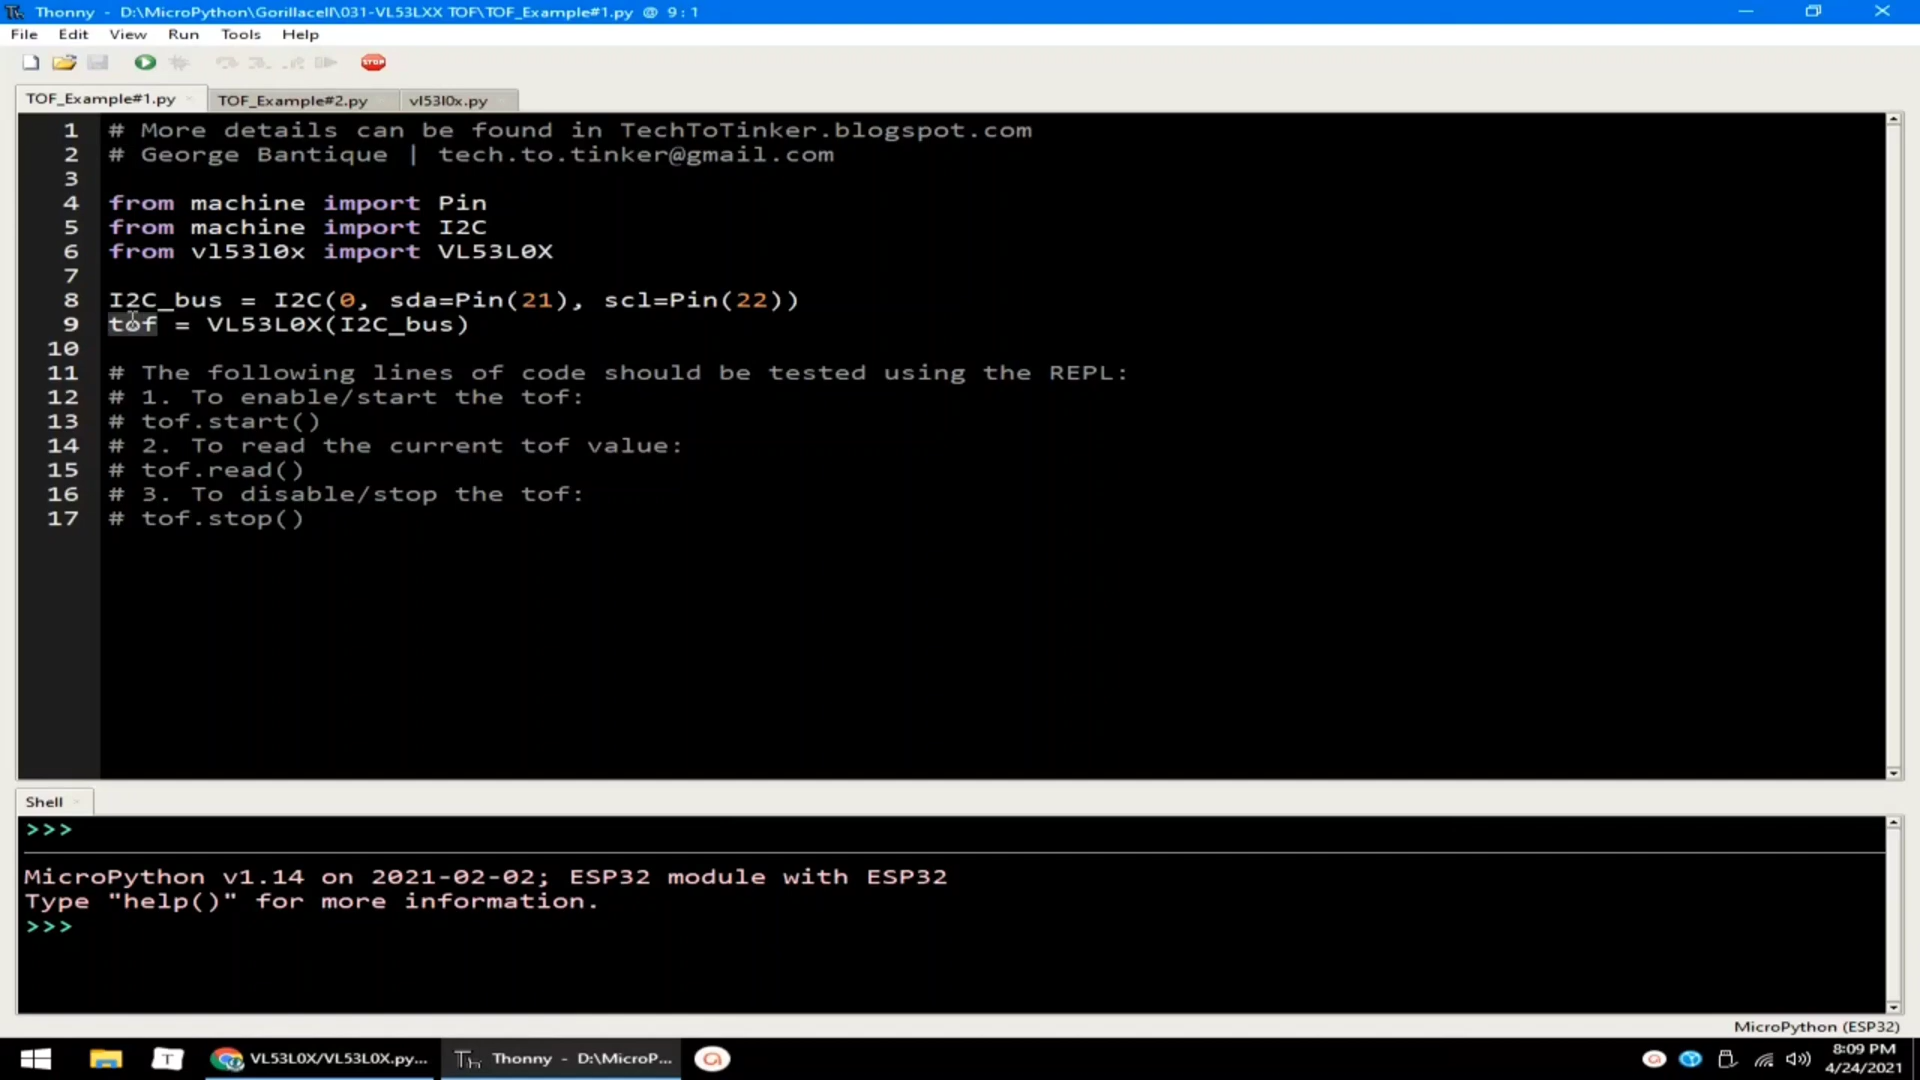 Thonny - D:\MicroPython\Gorillacell\031-VL53LXX TOF\TOF_Example#1.py @ 9 : 1
File Edit View Run Tools Help
STOP
TOF_Example#1.py TOF_Example#2.py vl53l0x.py
1 # More details can be found in TechToTinker.blogspot.com
2 # George Bantique | tech.to.tinker@gmail.com
3
4 from machine import Pin
5 from machine import I2C
6 from vl53l0x import VL53L0X
7
8 I2C_bus = I2C(0, sda=Pin(21), scl=Pin(22))
9 tof = VL53L0X(I2C_bus)
10
11 # The following lines of code should be tested using the REPL:
12 # 1. To enable/start the tof:
13 # tof.start()
14 # 2. To read the current tof value:
15 # tof.read()
16 # 3. To disable/stop the tof:
17 # tof.stop()
Shell
>>>
MicroPython v1.14 on 2021-02-02; ESP32 module with ESP32
Type "help()" for more information.
>>>
MicroPython (ESP32)
T VL53L0X/VL53L0X.py... Th Thonny - D:\MicroP... 8:09 PM
4/24/2021